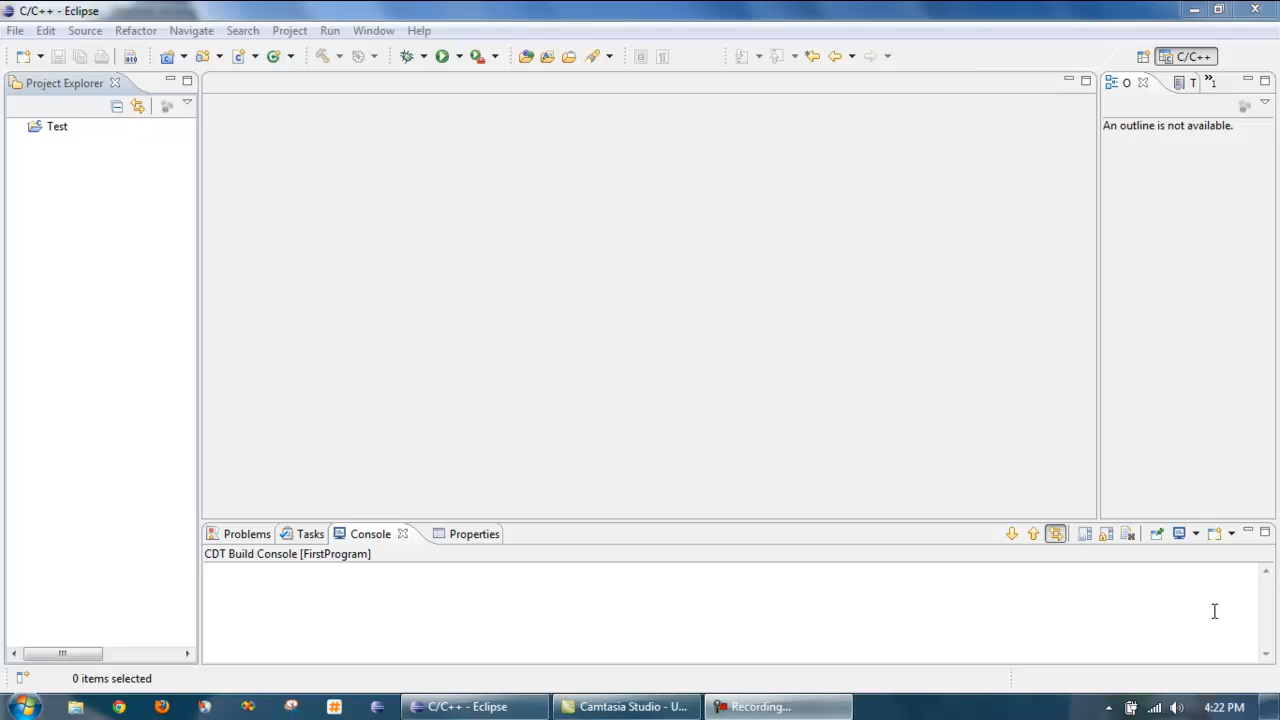 C/C++ - Eclipse
File Edit Source Refactor Navigate Search Project Run Window Help
C/C++
Project Explorer
O T »1
Test
An outline is not available.
Problems Tasks Console Properties
CDT Build Console [FirstProgram]
0 items selected
C/C++ - Eclipse Camtasia Studio - U... Recording... 4:22 PM